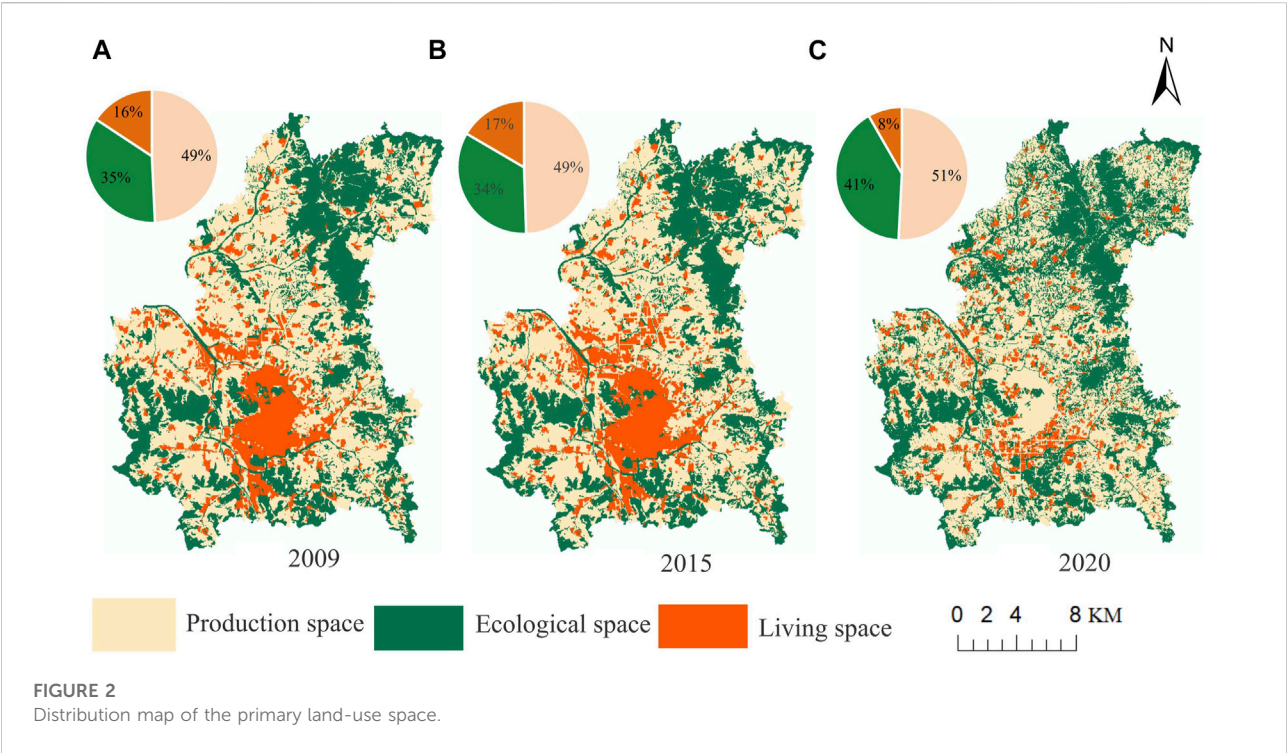 A
B
C
N
16%
49%
35%
17%
49%
34%
8%
51%
41%
2009
2015
2020
Production space
Ecological space
Living space
0 2 4 8 KM
FIGURE 2
Distribution map of the primary land-use space.